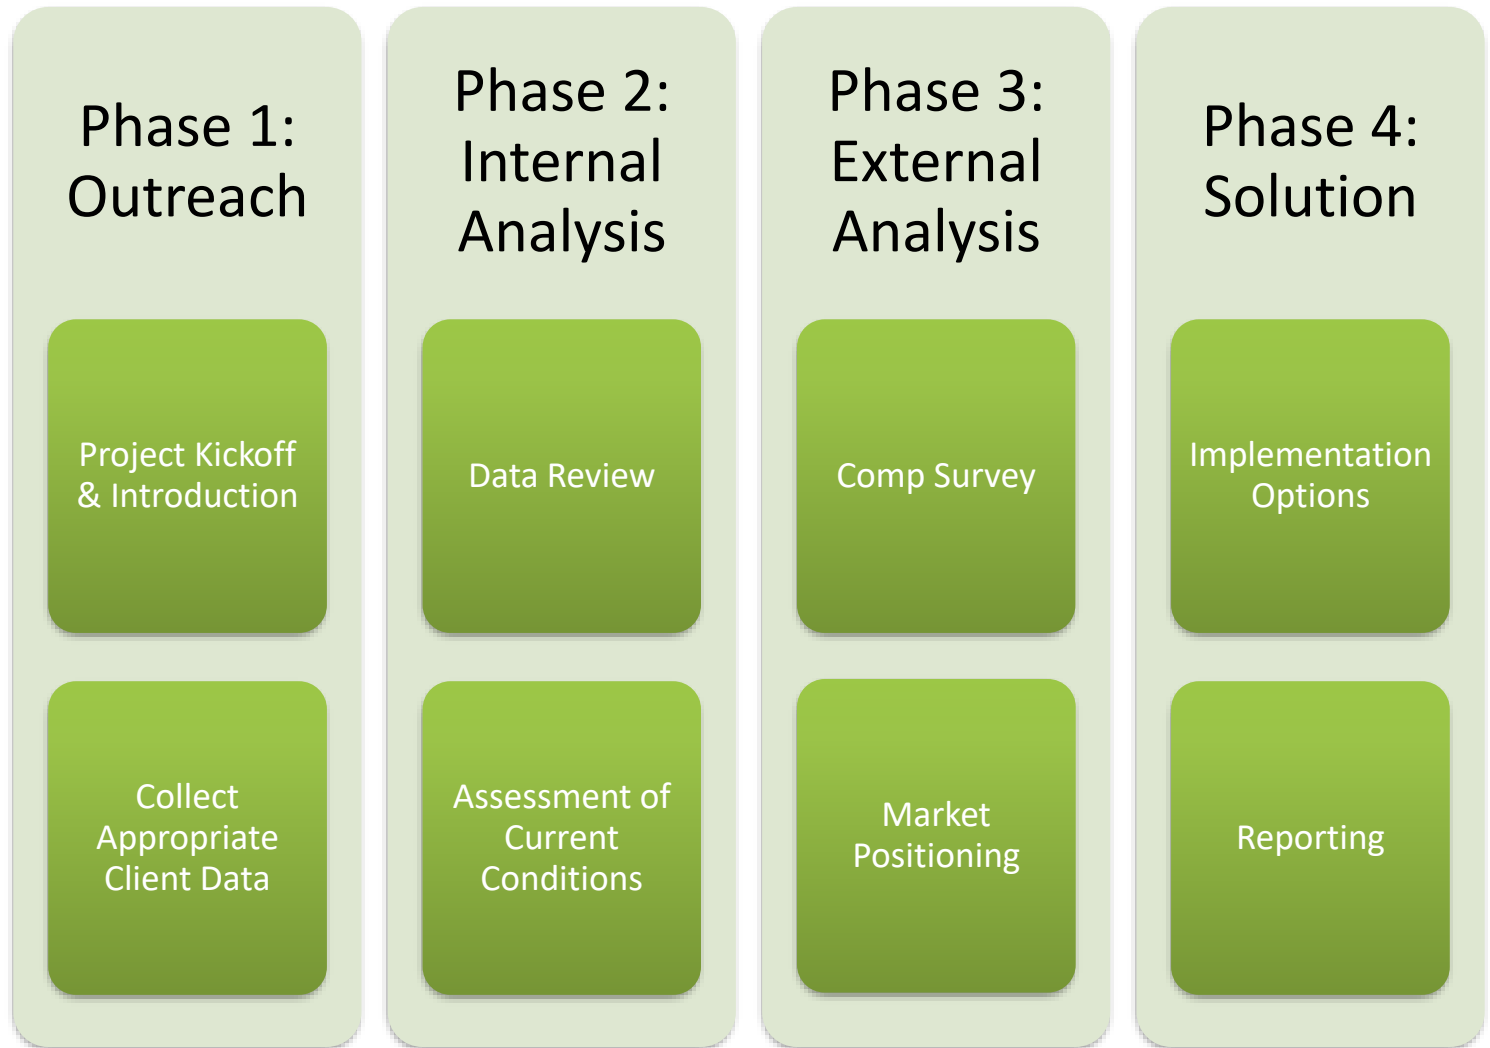 Phase 1:
Outreach
Project Kickoff
& Introduction
Collect
Appropriate
Client Data
Phase 2:
Internal
Analysis
Data Review
Assessment of
Current
Conditions
Phase 3:
External
Analysis
Comp Survey
Market
Positioning
Phase 4:
Solution
Implementation
Options
Reporting